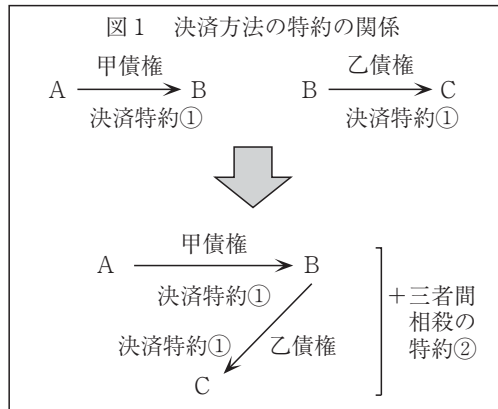 図1 決済方法の特約の関係
甲債権
乙債権
A B B C
決済特約① 決済特約①
甲債権
A B
決済特約①
決済特約① 乙債権
C
+三者間
相殺の
特約②